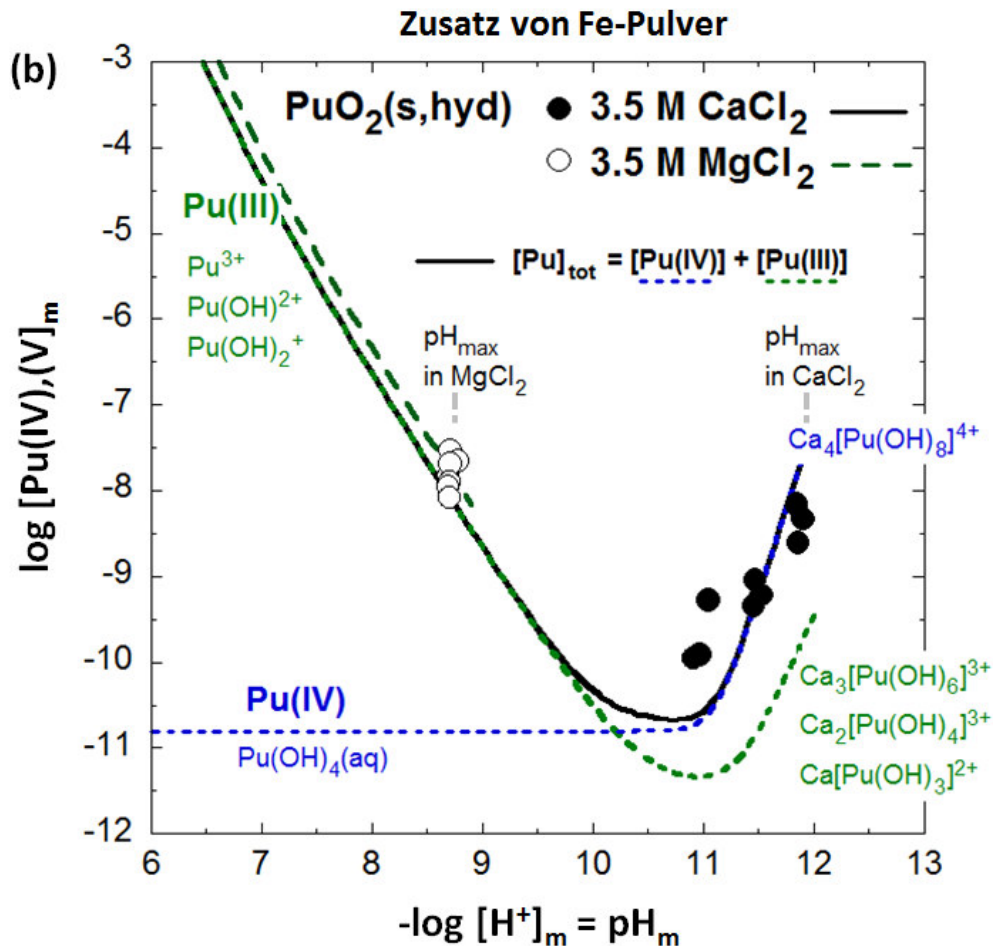 Zusatz von Fe-Pulver
(b)
PuO₂(s,hyd) ● 3.5 M CaCl₂
○ 3.5 M MgCl₂
Pu(III)
Pu³⁺
Pu(OH)²⁺
Pu(OH)₂⁺
[Pu]tot = [Pu(IV)] + [Pu(III)]
pHmax
in MgCl₂
pHmax
in CaCl₂
Ca₄[Pu(OH)₈]⁴⁺
Pu(IV)
Pu(OH)₄(aq)
Ca₃[Pu(OH)₆]³⁺
Ca₂[Pu(OH)₄]³⁺
Ca[Pu(OH)₃]²⁺
log [Pu(IV),(V]m
-3
-4
-5
-6
-7
-8
-9
-10
-11
-12
6 7 8 9 10 11 12 13
-log [H⁺]m = pHm